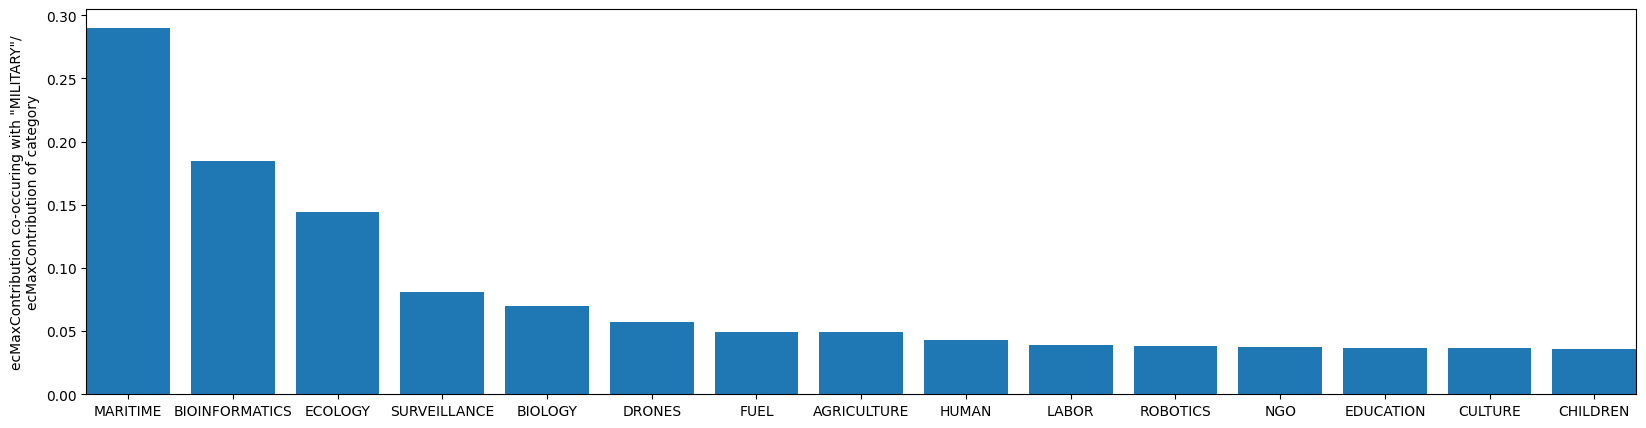 ecMaxContribution co-occuring with "MILITARY"/
ecMaxContribution of category
0.30
0.25
0.20
0.15
0.10
0.05
0.00
MARITIME BIOINFORMATICS ECOLOGY SURVEILLANCE BIOLOGY DRONES FUEL AGRICULTURE HUMAN LABOR ROBOTICS NGO EDUCATION CULTURE CHILDREN